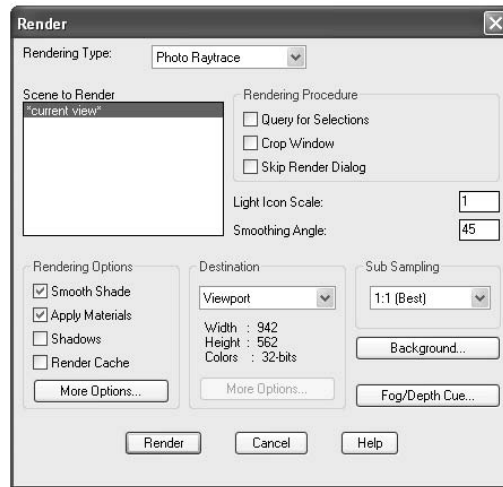 Render
Rendering Type:
Photo Raytrace
Scene to Render
*current view*
Rendering Procedure
Query for Selections
Crop Window
Skip Render Dialog
Light Icon Scale:
1
Smoothing Angle:
45
Rendering Options
Smooth Shade
Apply Materials
Shadows
Render Cache
More Options...
Destination
Viewport
Width : 942
Height : 562
Colors : 32-bits
More Options...
Sub Sampling
1:1 (Best)
Background...
Fog/Depth Cue...
Render
Cancel
Help